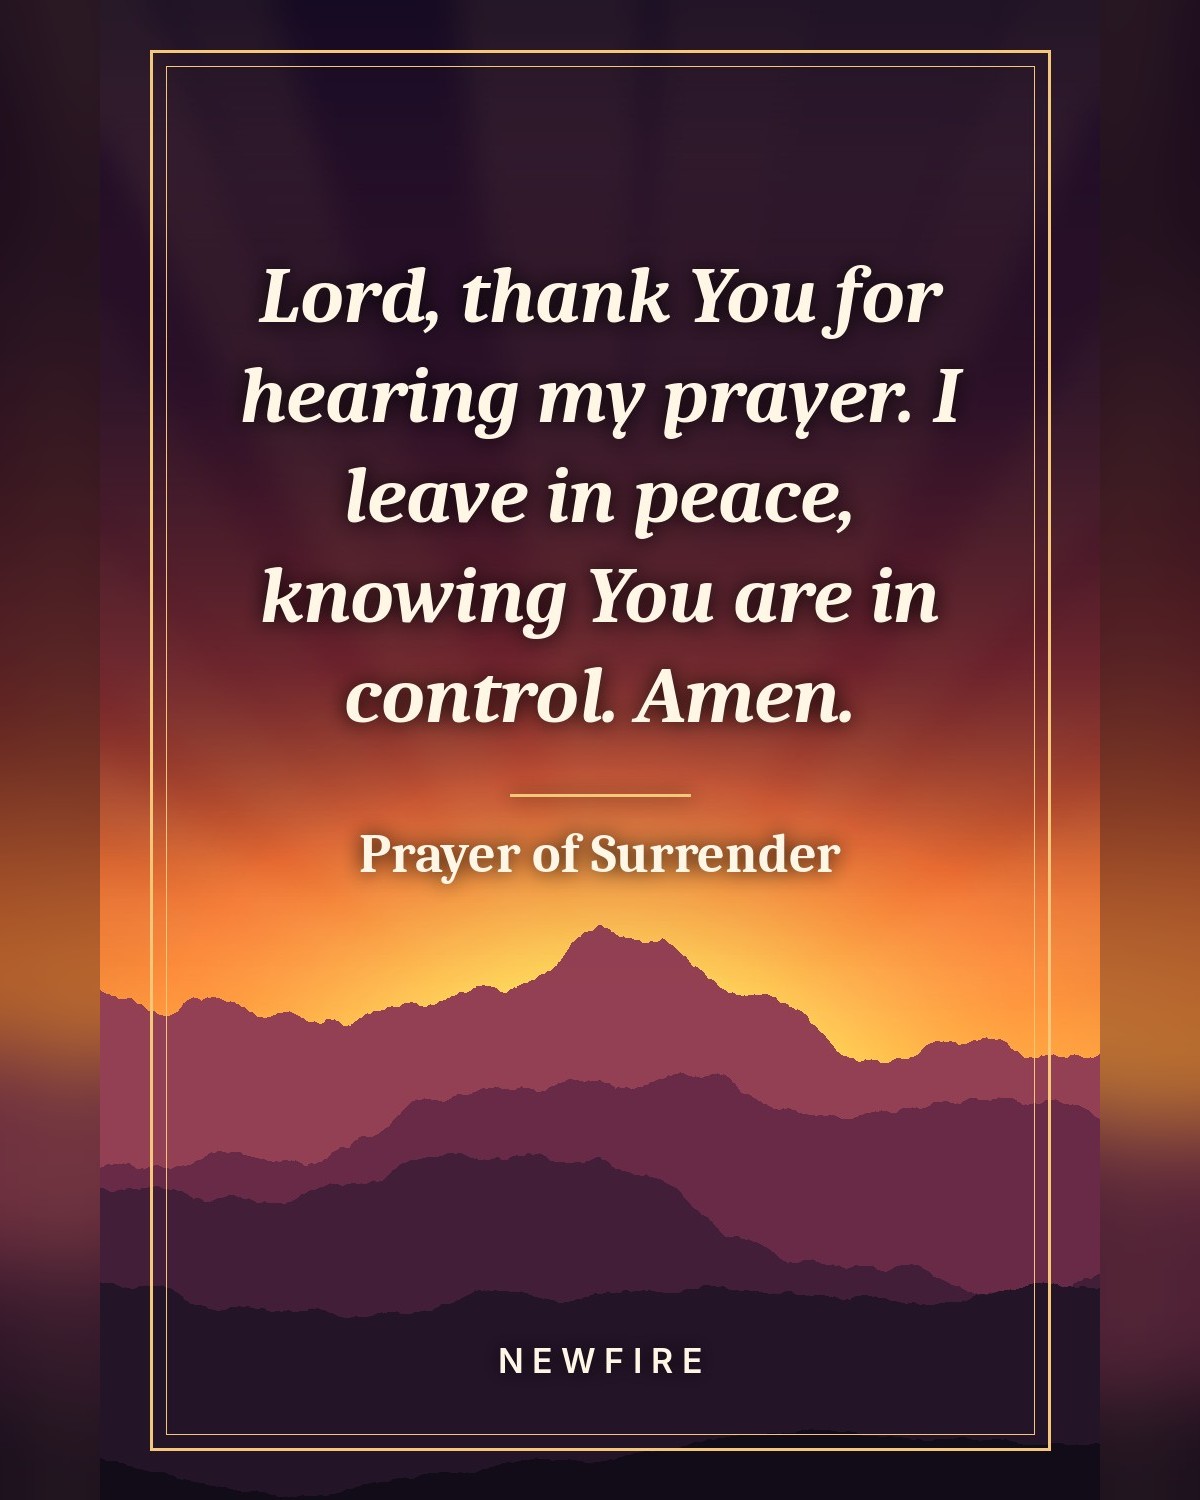 Lord, thank You for
hearing my prayer. I
leave in peace,
knowing You are in
control. Amen.
Prayer of Surrender
NEWFIRE